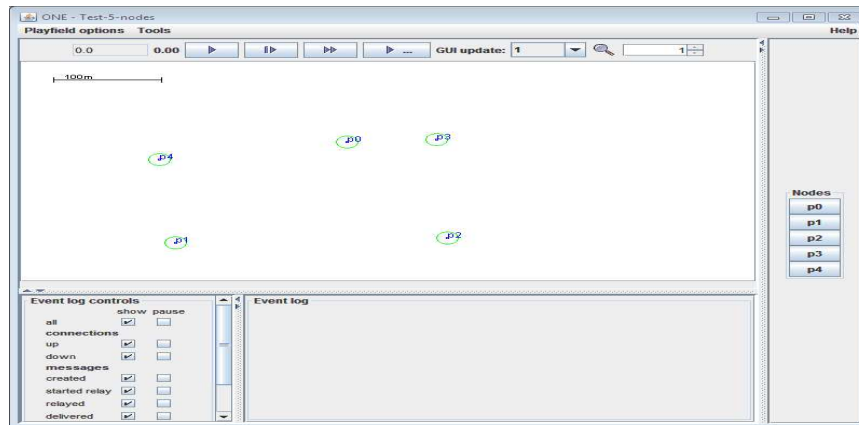 ONE - Test-5-nodes
Playfield options Tools Help
0.0 0.00 ... GUI update: 1 1
100m
p0
p3
p4
p1
p2
Nodes
p0
p1
p2
p3
p4
Event log controls
show pause
all
connections
up
down
messages
created
started relay
relayed
delivered
Event log